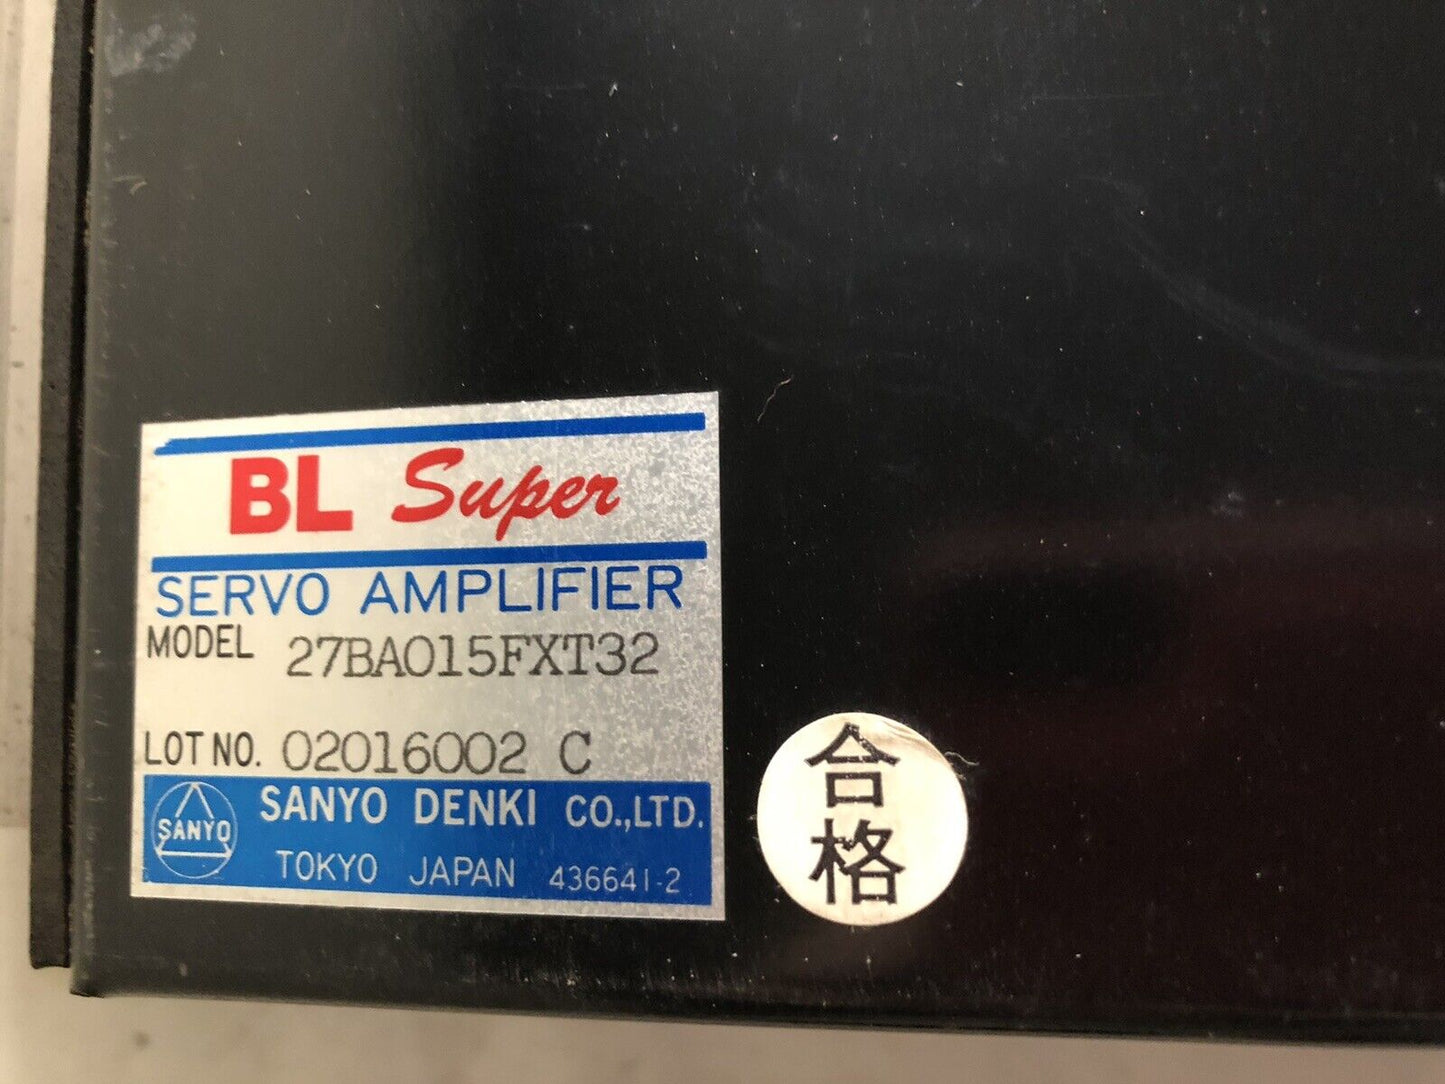 BL Super
SERVO AMPLIFIER
MODEL 27BA015FXT32
LOT NO. 02016002 C
SANYO
SANYO DENKI CO.,LTD.
TOKYO JAPAN 436641-2
合
格